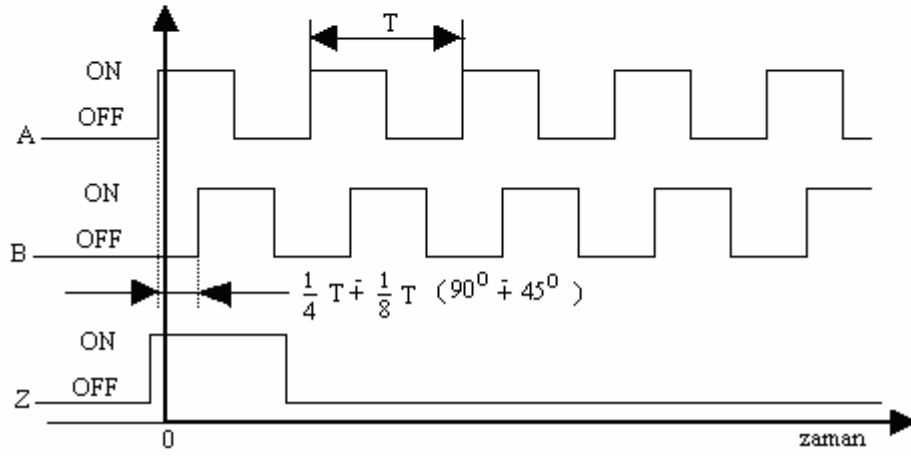 T
ON
OFF
A
ON
OFF
B
1/4 T ∓ 1/8 T (90⁰ ∓ 45⁰ )
ON
OFF
Z
0
zaman